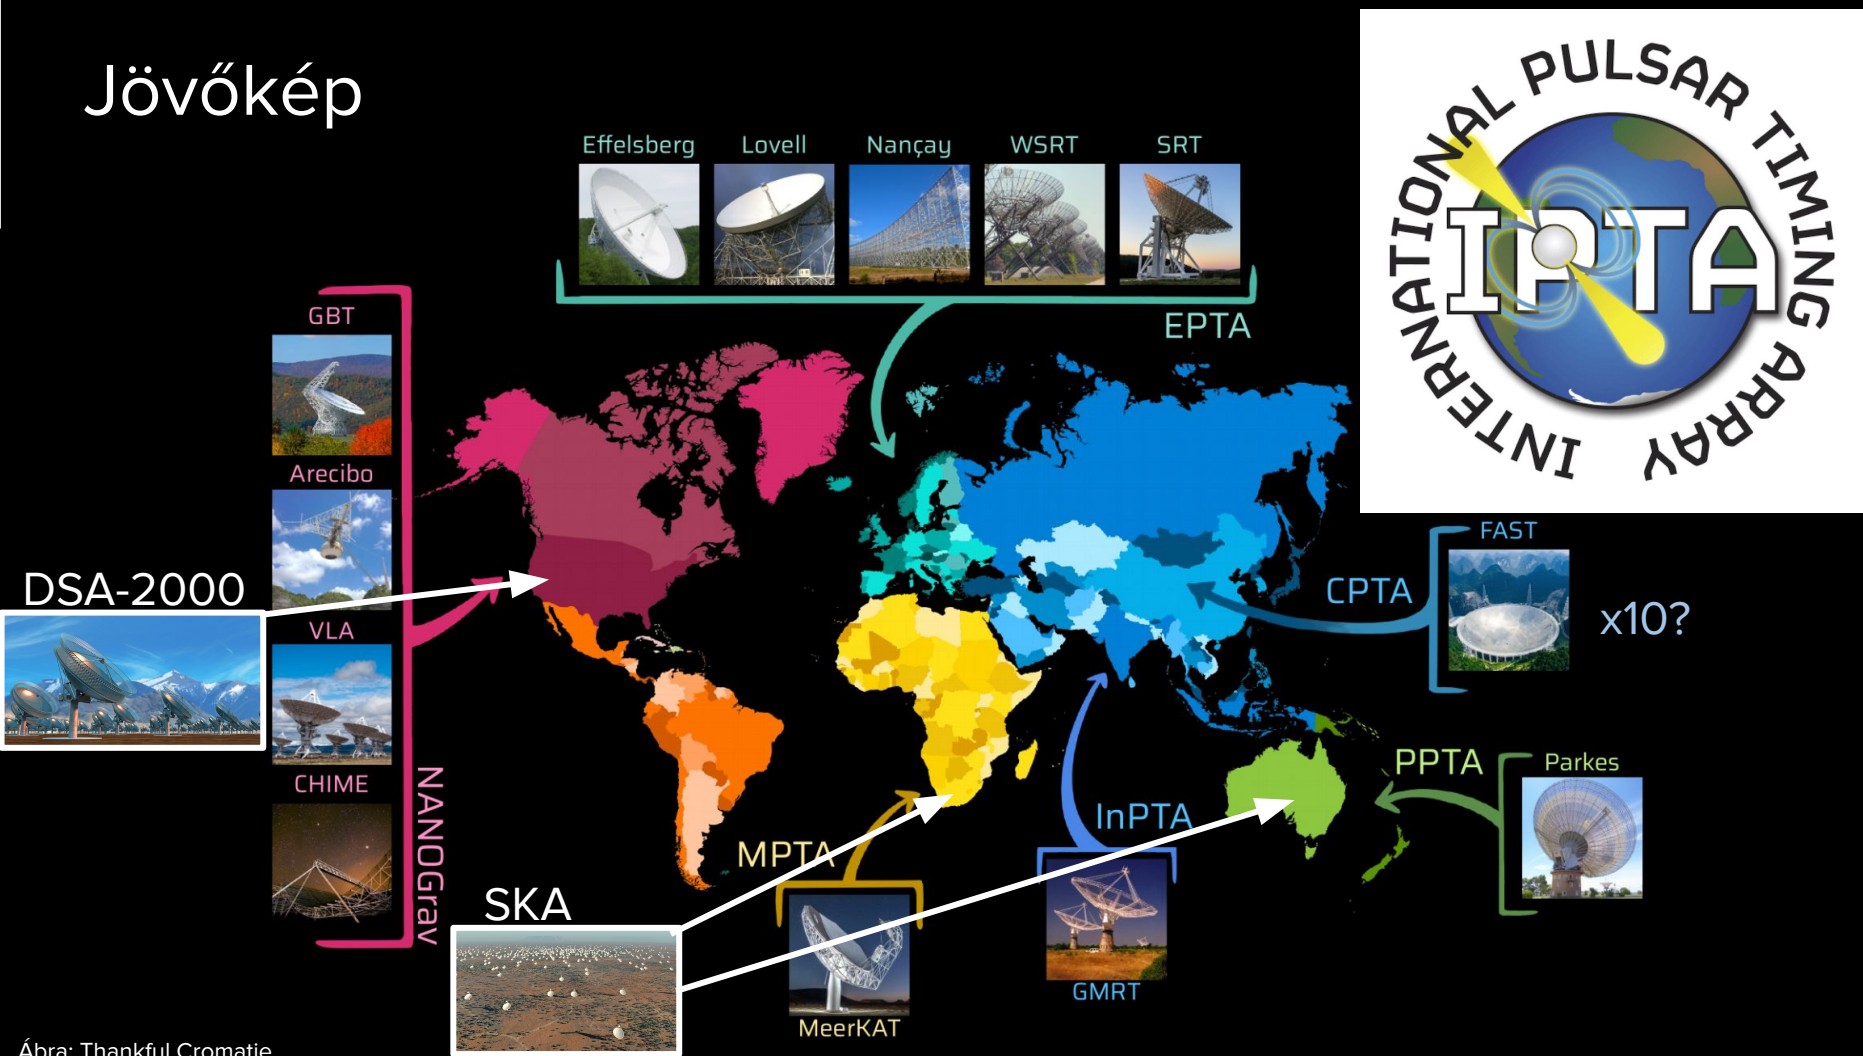 Jövőkép
INTERNATIONAL PULSAR TIMING ARRAY
IPTA
Effelsberg
Lovell
Nançay
WSRT
SRT
EPTA
GBT
Arecibo
VLA
CHIME
NANOGrav
DSA-2000
FAST
CPTA
x10?
PPTA
Parkes
InPTA
GMRT
MPTA
MeerKAT
SKA
Ábra: Thankful Cromatie